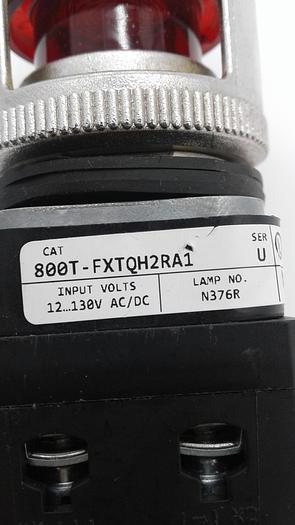 CAT
800T-FXTQH2RA1
SER
U
INPUT VOLTS
12...130V AC/DC
LAMP NO.
N376R